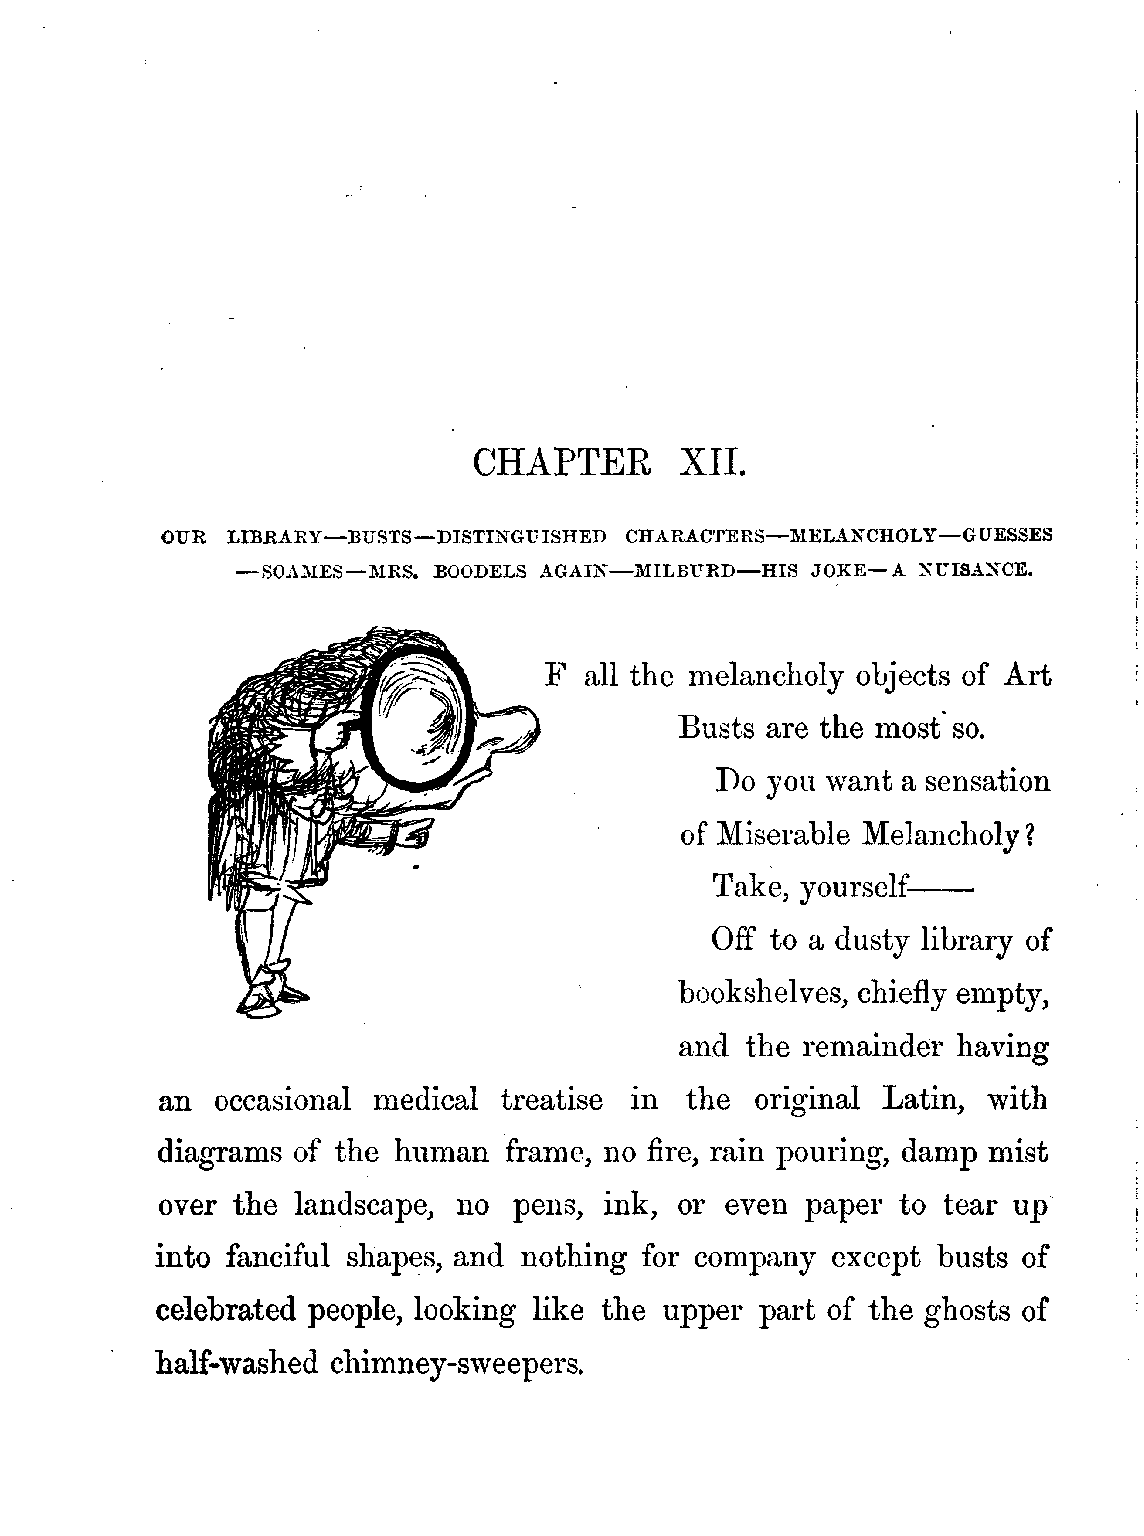 CHAPTER XII.
OUR LIBRARY—BUSTS—DISTINGUISHED CHARACTERS—MELANCHOLY—GUESSES
—SOAMES—MRS. BOODELS AGAIN—MILBURD—HIS JOKE—A NUISANCE.
F all the melancholy objects of Art
Busts are the most so.
Do you want a sensation
of Miserable Melancholy?
Take, yourself——
Off to a dusty library of
bookshelves, chiefly empty,
and the remainder having
an occasional medical treatise in the original Latin, with
diagrams of the human frame, no fire, rain pouring, damp mist
over the landscape, no pens, ink, or even paper to tear up
into fanciful shapes, and nothing for company except busts of
celebrated people, looking like the upper part of the ghosts of
half-washed chimney-sweepers.